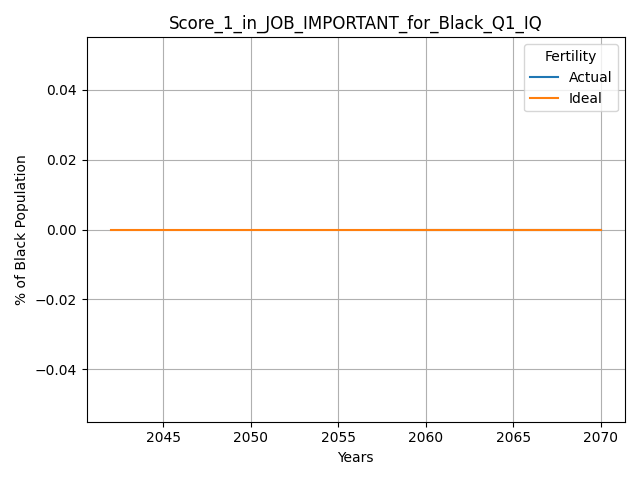 Score_1_in_JOB_IMPORTANT_for_Black_Q1_IQ
Fertility
Actual
Ideal
% of Black Population
0.04
0.02
0.00
−0.02
−0.04
2045 2050 2055 2060 2065 2070
Years